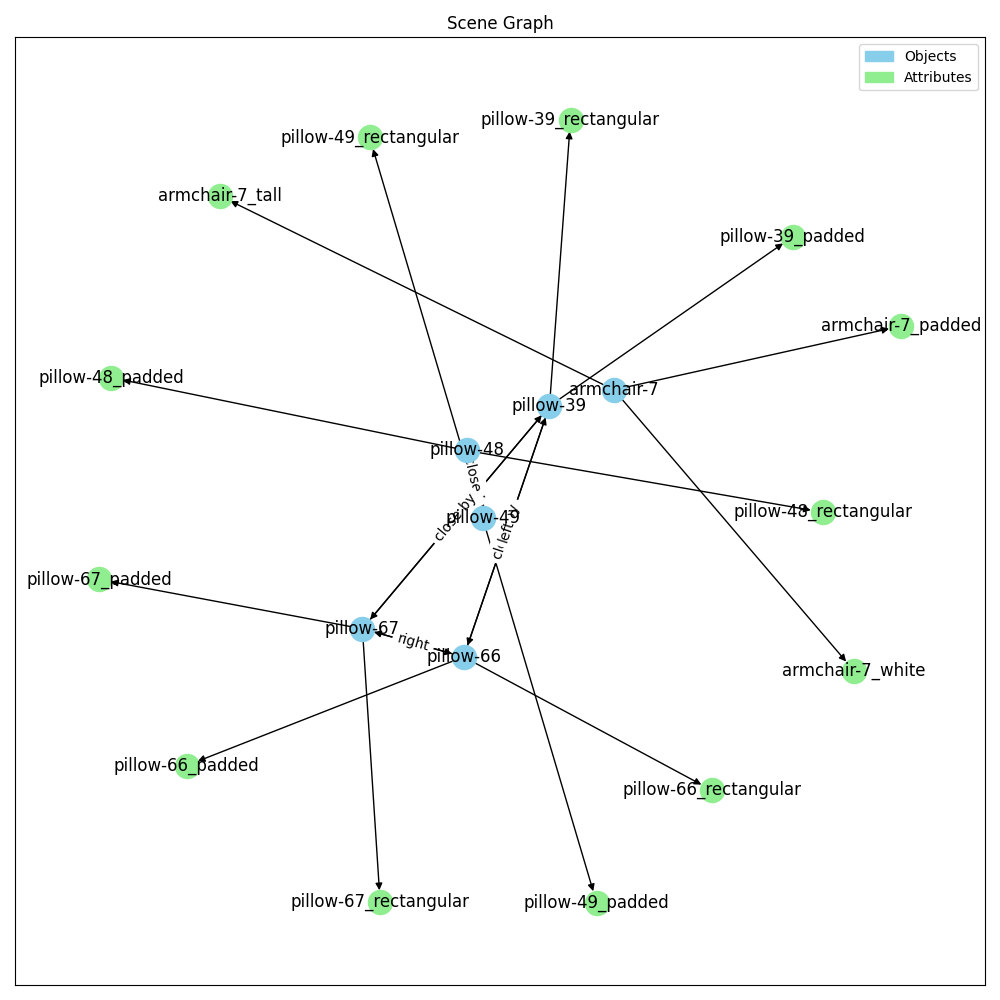 Scene Graph
Objects
Attributes
pillow-39_rectangular
pillow-49_rectangular
armchair-7_tall
pillow-39_padded
armchair-7_padded
pillow-48_padded
armchair-7
pillow-39
pillow-48
pillow-48_rectangular
close by
pillow-49
left
pillow-67_padded
pillow-67
right
pillow-66
armchair-7_white
pillow-66_padded
pillow-66_rectangular
pillow-67_rectangular
pillow-49_padded